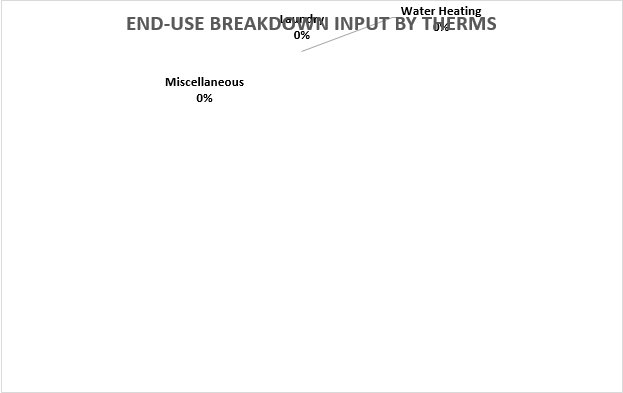 Water Heating
0%
END-USE BREAKDOWN INPUT BY THERMS
Laundry
0%
Miscellaneous
0%